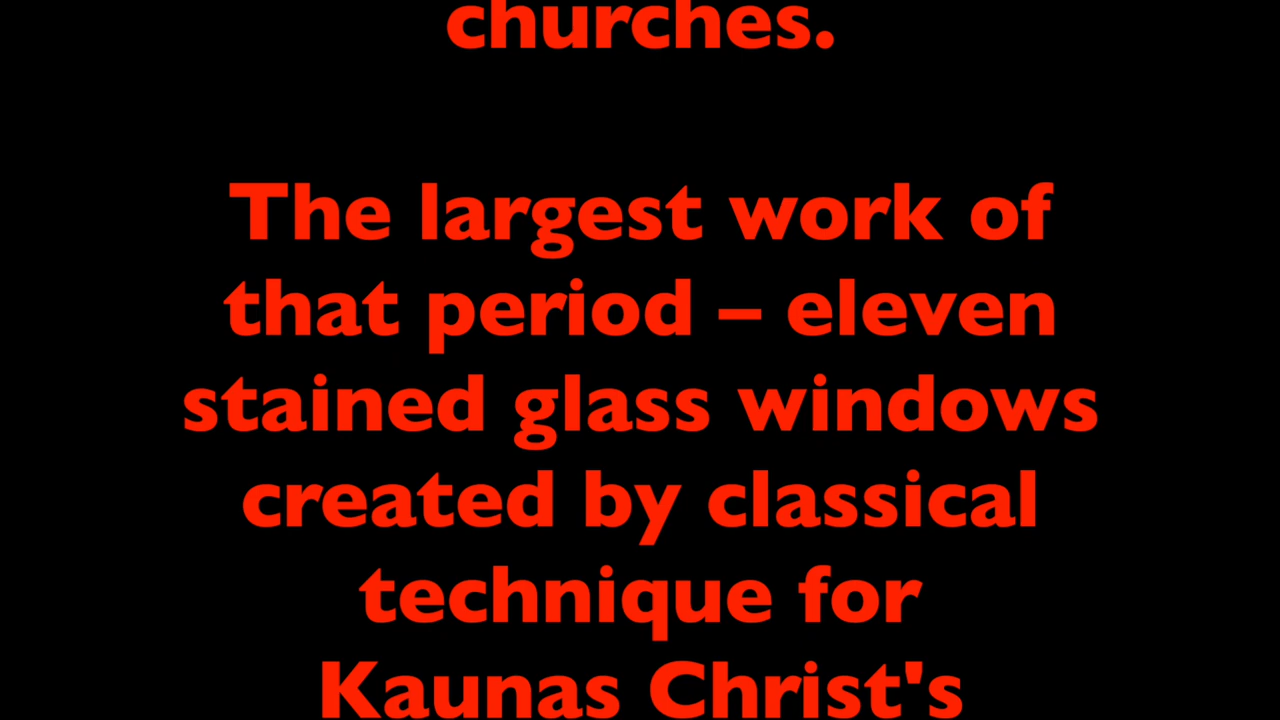 churches.
The largest work of
that period – eleven
stained glass windows
created by classical
technique for
Kaunas Christ's